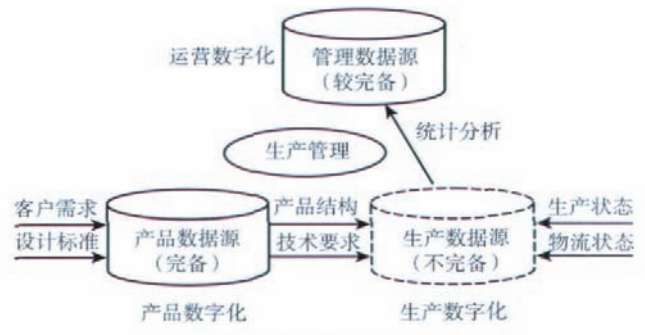 运营数字化
管理数据源
（较完备）
统计分析
生产管理
客户需求
设计标准
产品数据源
（完备）
产品结构
技术要求
生产数据源
（不完备）
生产状态
物流状态
产品数字化
生产数字化